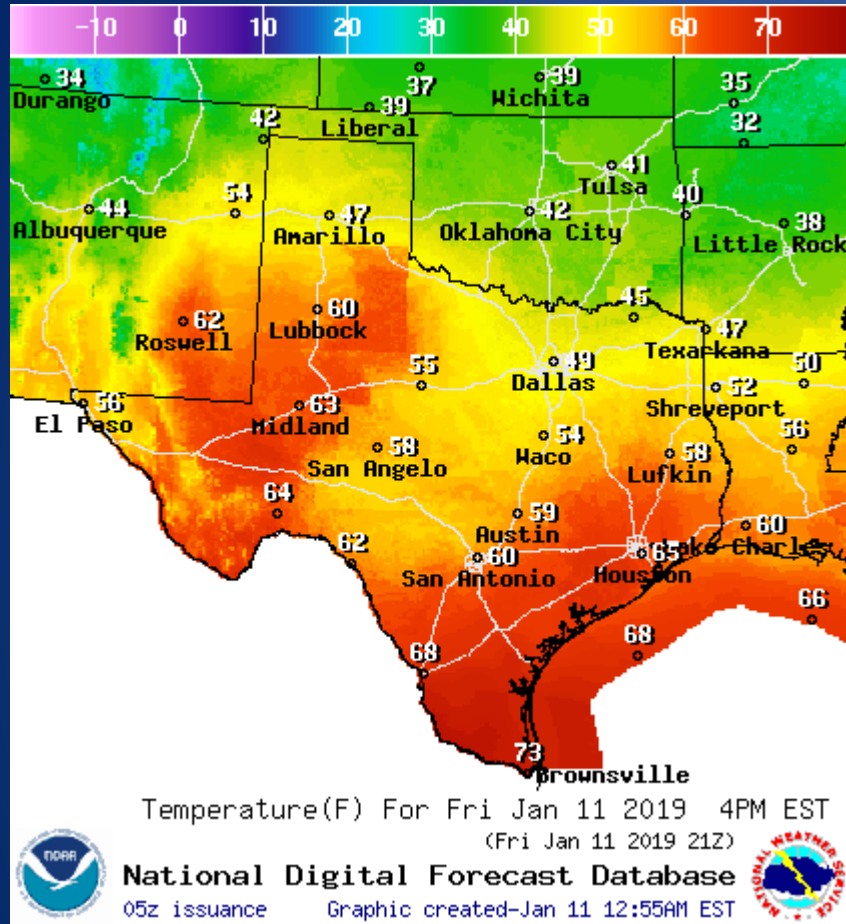 -10 0 10 20 30 40 50 60 70
34
Durango
37
39
Wichita
35
39
Liberal
42
32
41
Tulsa
44
Albuquerque
54
47
Amarillo
42
Oklahoma City
40
38
Little Rock
62
Roswell
60
Lubbock
45
47
Texarkana
49
Dallas
55
50
52
Shreveport
56
El Paso
63
Midland
58
San Angelo
54
Waco
58
Lufkin
56
64
59
Austin
60
62
60
San Antonio
65
Houston
Lake Charles
66
68
68
73
Brownsville
Temperature(F) For Fri Jan 11 2019 4PM EST
(Fri Jan 11 2019 21Z)
NOAA
National Digital Forecast Database
05z issuance Graphic created-Jan 11 12:55AM EST
NATIONAL WEATHER SERVICE